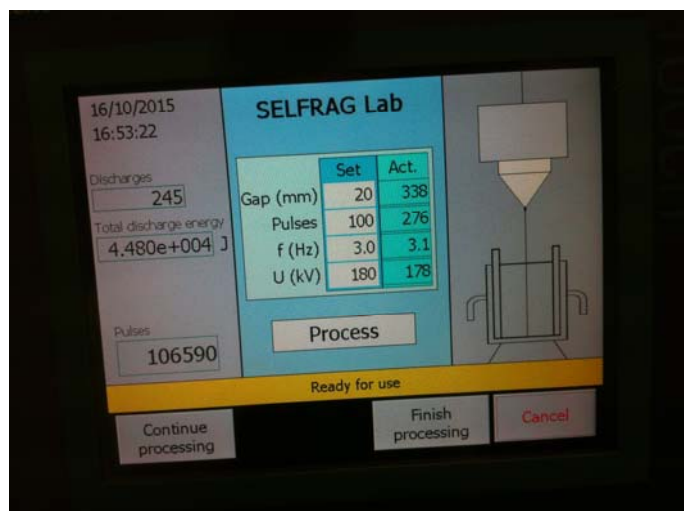 16/10/2015
16:53:22
SELFRAG Lab
Discharges
245
Total discharge energy
4.480e+004 J
Set Act.
Gap (mm) 20 338
Pulses 100 276
f (Hz) 3.0 3.1
U (kV) 180 178
Process
Pulses
106590
Ready for use
Continue
processing
Finish
processing
Cancel